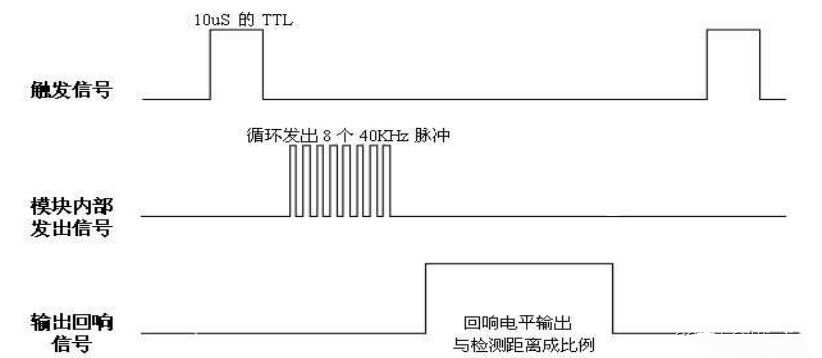 10uS 的 TTL
触发信号
循环发出 8 个 40KHz 脉冲
模块内部
发出信号
输出回响
信号
回响电平输出
与检测距离成比例